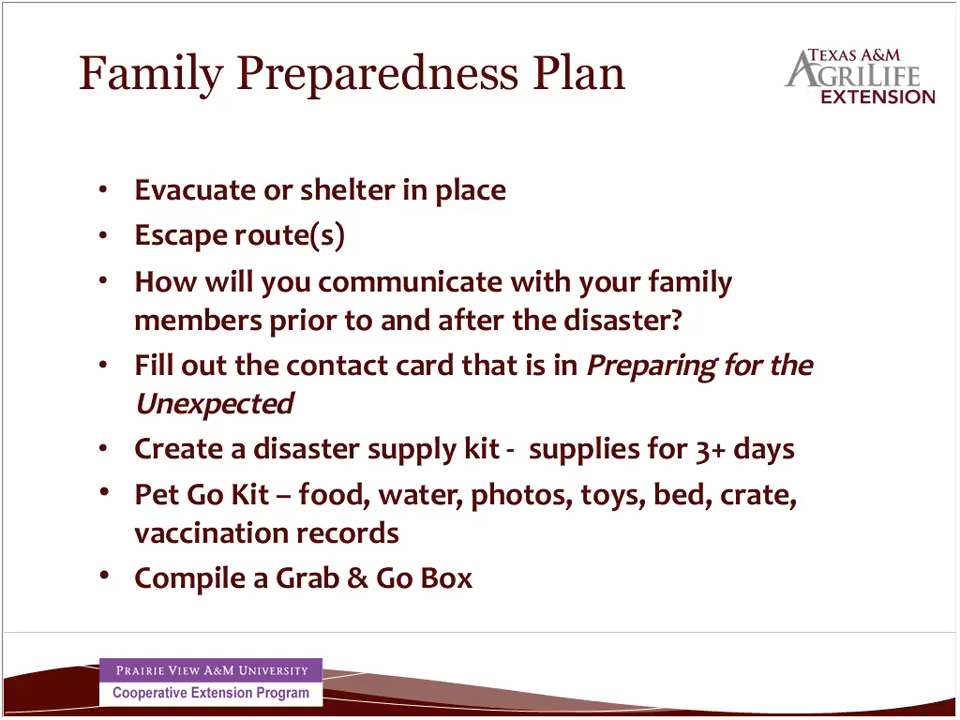 Family Preparedness Plan
TEXAS A&M
AGRILIFE
EXTENSION
• Evacuate or shelter in place
• Escape route(s)
• How will you communicate with your family
members prior to and after the disaster?
• Fill out the contact card that is in Preparing for the
Unexpected
• Create a disaster supply kit - supplies for 3+ days
• Pet Go Kit – food, water, photos, toys, bed, crate,
vaccination records
• Compile a Grab & Go Box
PRAIRIE VIEW A&M UNIVERSITY
Cooperative Extension Program